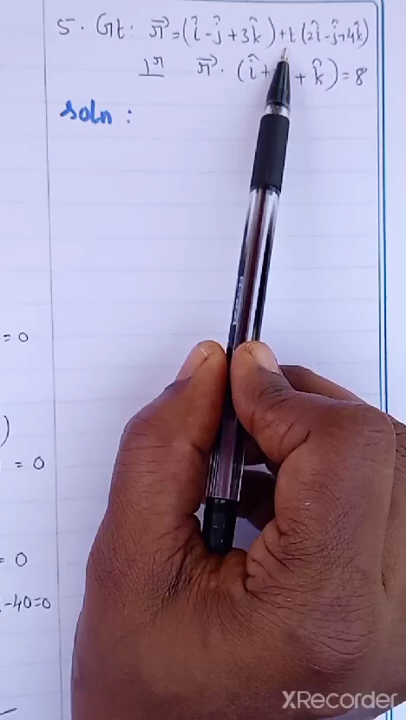 5. Gt. r⃗ = (î - ĵ + 3k̂) + t (2î - ĵ + 4k̂)
⊥r r⃗ · (î + + k̂) = 8
soln :
= 0
)
= 0
= 0
-40=0
XRecorder